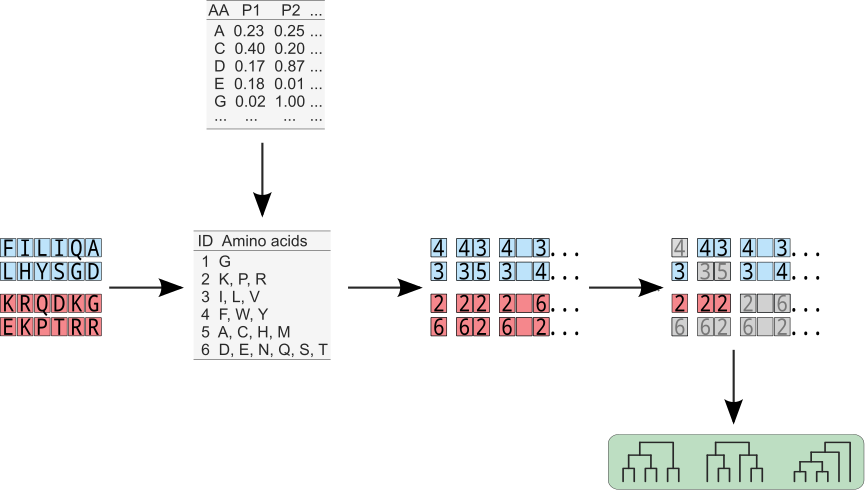 AA P1 P2 ...
A 0.23 0.25 ...
C 0.40 0.20 ...
D 0.17 0.87 ...
E 0.18 0.01 ...
G 0.02 1.00 ...
... ... ... ...
FILIQA
LHYSGD
KRQDKG
EKPTRR
ID Amino acids
1 G
2 K, P, R
3 I, L, V
4 F, W, Y
5 A, C, H, M
6 D, E, N, Q, S, T
4 43 4 3...
3 35 3 4...
2 22 2 6...
6 62 6 2...
4 43 4 3...
3 35 3 4...
2 22 2 6...
6 62 6 2...